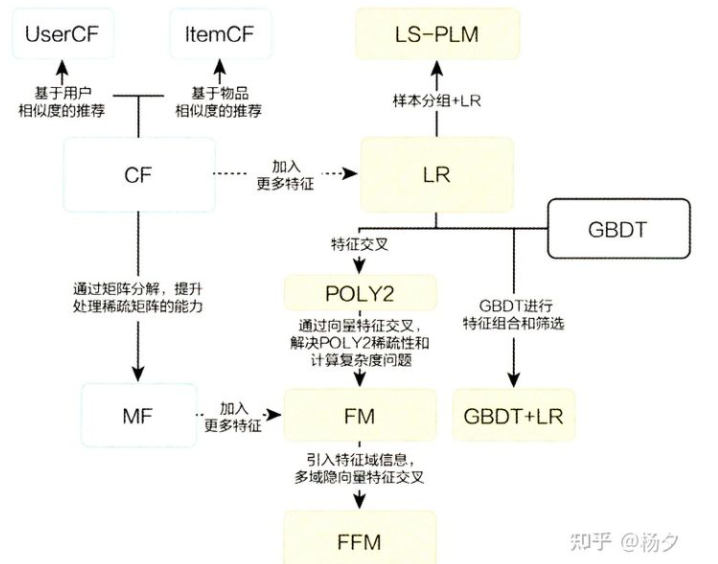 UserCF
ItemCF
LS-PLM
基于用户
相似度的推荐
基于物品
相似度的推荐
样本分组+LR
CF
加入
更多特征
LR
GBDT
特征交叉
通过矩阵分解，提升
处理稀疏矩阵的能力
POLY2
GBDT进行
特征组合和筛选
通过向量特征交叉，
解决POLY2稀疏性和
计算复杂度问题
MF
加入
更多特征
FM
GBDT+LR
引入特征域信息，
多域隐向量特征交叉
FFM
知乎 @杨夕